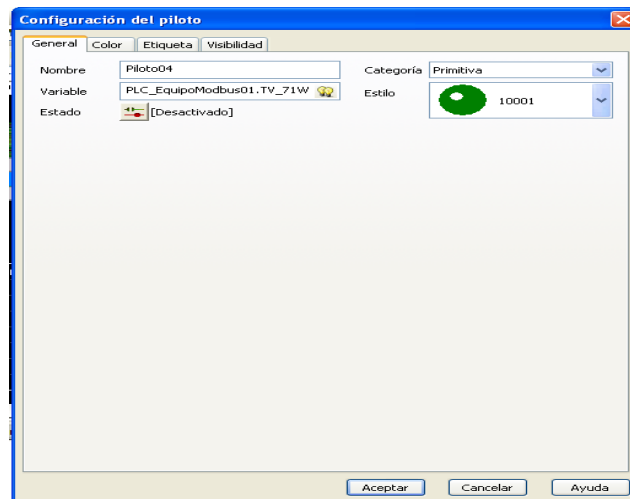 Configuración del piloto
General Color Etiqueta Visibilidad
Nombre Piloto04 Categoría Primitiva
Variable PLC_EquipoModbus01.TV_71W Estilo 10001
Estado [Desactivado]
Aceptar Cancelar Ayuda